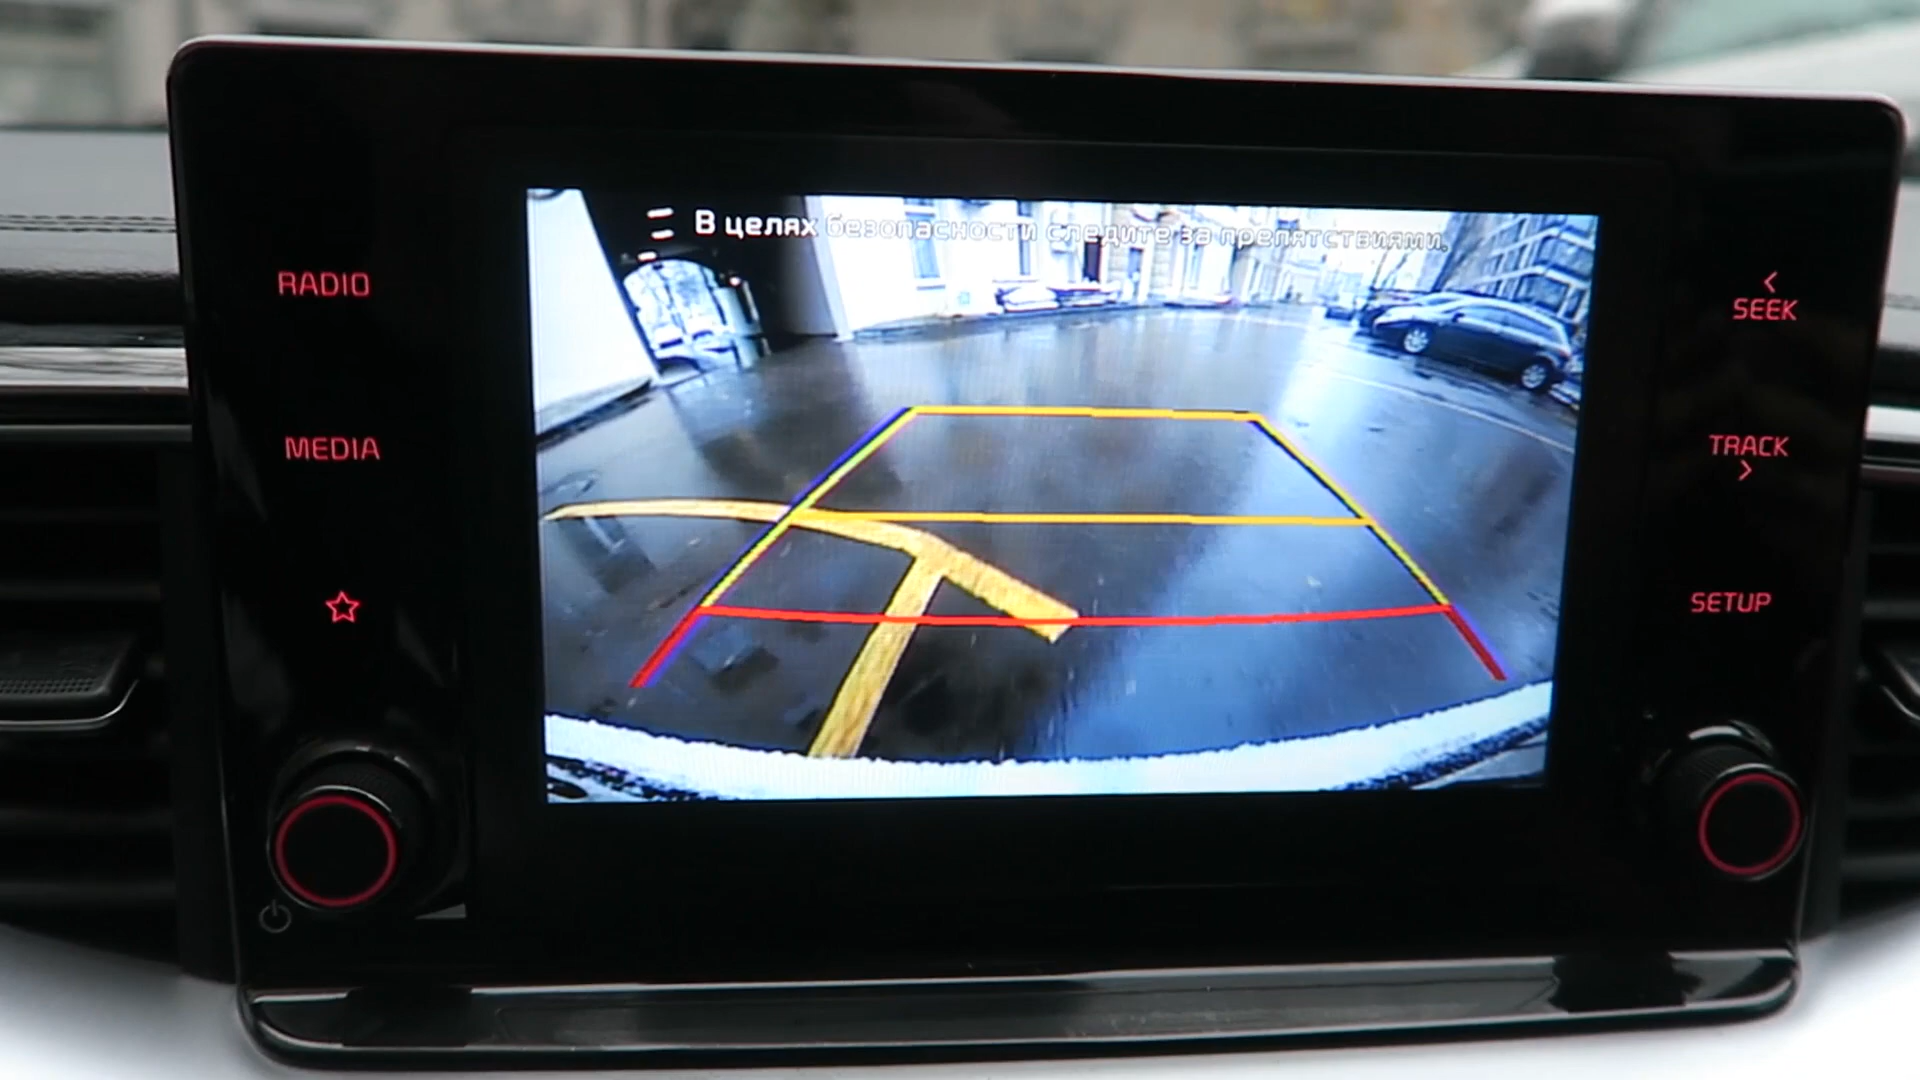 В целях безопасности следите за препятствиями.
RADIO
MEDIA
SEEK
TRACK
SETUP